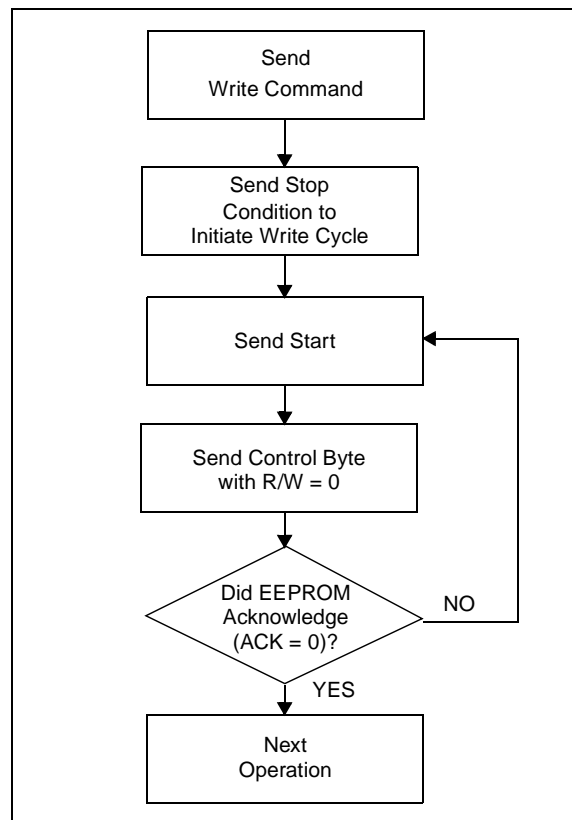 Send
Write Command
Send Stop
Condition to
Initiate Write Cycle
Send Start
Send Control Byte
with R/W = 0
Did EEPROM
Acknowledge
(ACK = 0)?
NO
YES
Next
Operation